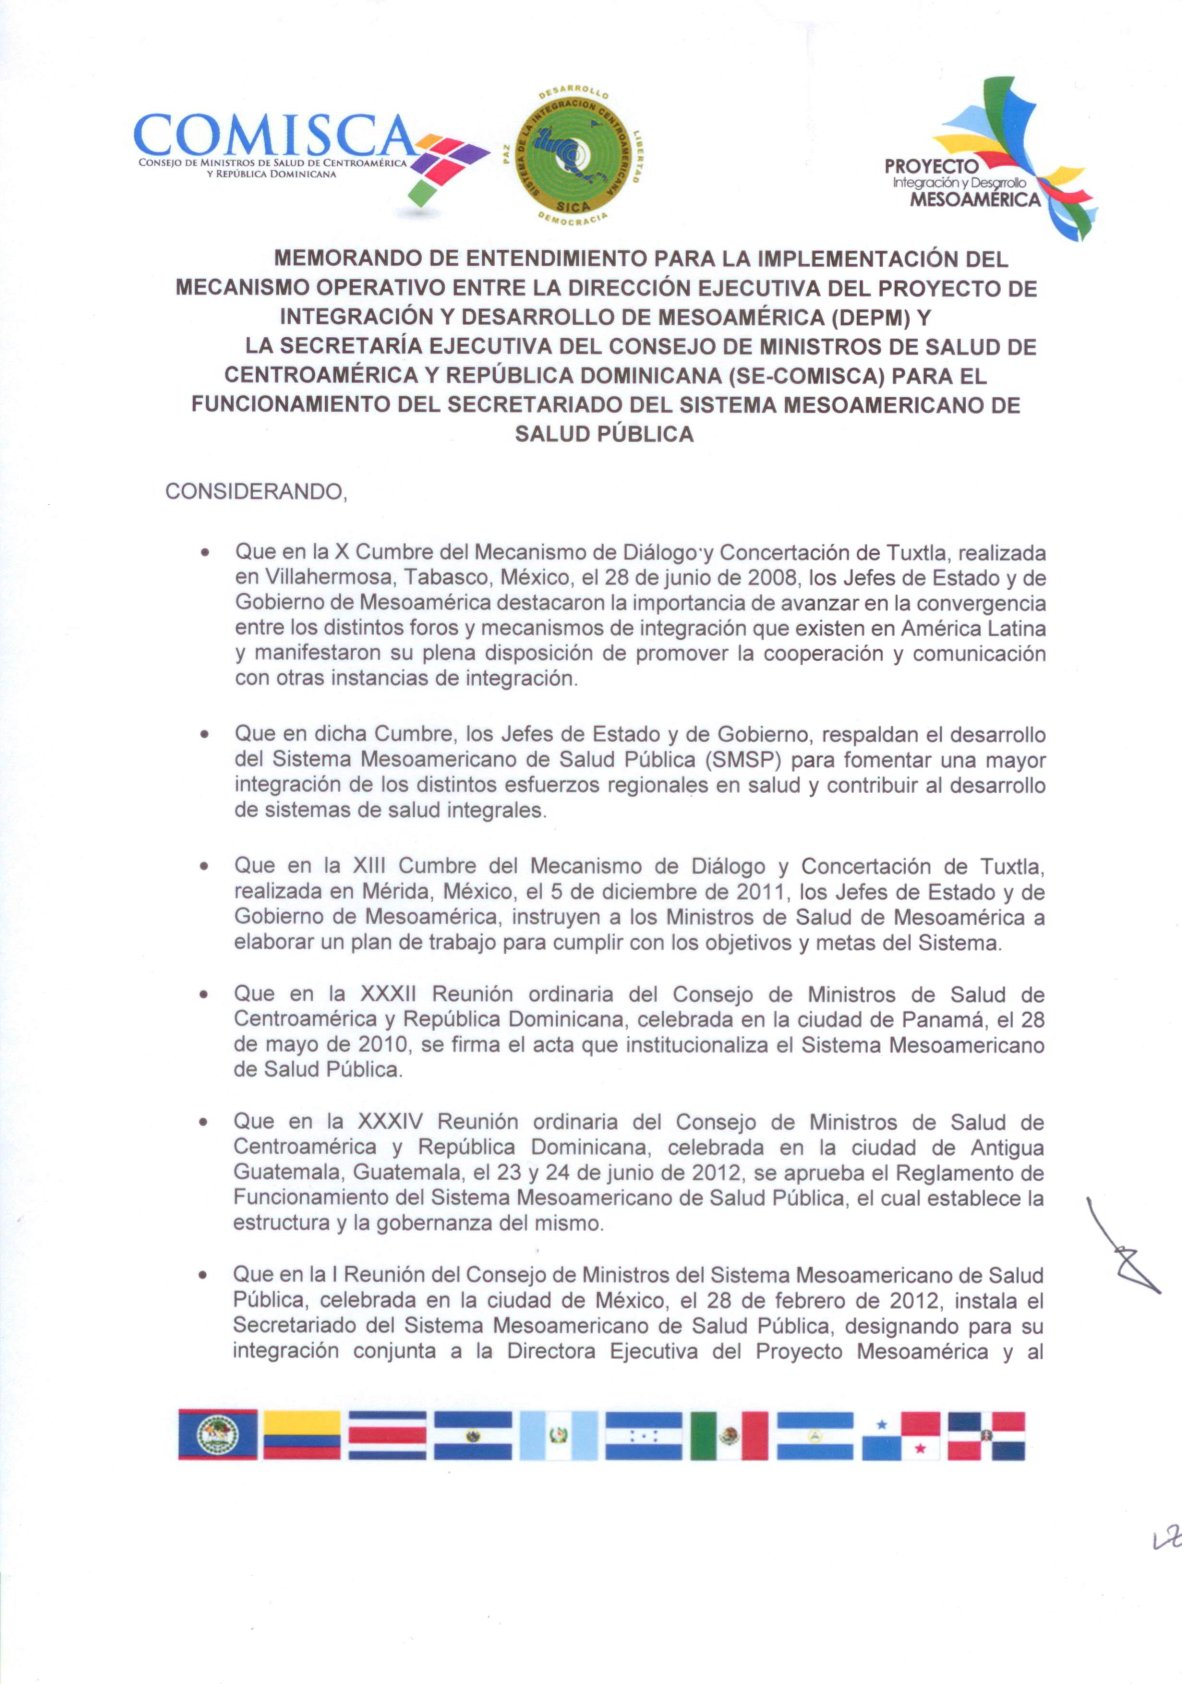 COMISCA
CONSEJO DE MINISTROS DE SALUD DE CENTROAMÉRICA
Y REPÚBLICA DOMINICANA
DESARROLLO
PAZ
LIBERTAD
DEMOCRACIA
SISTEMA DE LA INTEGRACION CENTROAMERICANA
SICA
PROYECTO
Integración y Desarrollo
MESOAMÉRICA
MEMORANDO DE ENTENDIMIENTO PARA LA IMPLEMENTACIÓN DEL
MECANISMO OPERATIVO ENTRE LA DIRECCIÓN EJECUTIVA DEL PROYECTO DE
INTEGRACIÓN Y DESARROLLO DE MESOAMÉRICA (DEPM) Y
LA SECRETARÍA EJECUTIVA DEL CONSEJO DE MINISTROS DE SALUD DE
CENTROAMÉRICA Y REPÚBLICA DOMINICANA (SE-COMISCA) PARA EL
FUNCIONAMIENTO DEL SECRETARIADO DEL SISTEMA MESOAMERICANO DE
SALUD PÚBLICA
CONSIDERANDO,
• Que en la X Cumbre del Mecanismo de Diálogo y Concertación de Tuxtla, realizada
en Villahermosa, Tabasco, México, el 28 de junio de 2008, los Jefes de Estado y de
Gobierno de Mesoamérica destacaron la importancia de avanzar en la convergencia
entre los distintos foros y mecanismos de integración que existen en América Latina
y manifestaron su plena disposición de promover la cooperación y comunicación
con otras instancias de integración.
• Que en dicha Cumbre, los Jefes de Estado y de Gobierno, respaldan el desarrollo
del Sistema Mesoamericano de Salud Pública (SMSP) para fomentar una mayor
integración de los distintos esfuerzos regionales en salud y contribuir al desarrollo
de sistemas de salud integrales.
• Que en la XIII Cumbre del Mecanismo de Diálogo y Concertación de Tuxtla,
realizada en Mérida, México, el 5 de diciembre de 2011, los Jefes de Estado y de
Gobierno de Mesoamérica, instruyen a los Ministros de Salud de Mesoamérica a
elaborar un plan de trabajo para cumplir con los objetivos y metas del Sistema.
• Que en la XXXII Reunión ordinaria del Consejo de Ministros de Salud de
Centroamérica y República Dominicana, celebrada en la ciudad de Panamá, el 28
de mayo de 2010, se firma el acta que institucionaliza el Sistema Mesoamericano
de Salud Pública.
• Que en la XXXIV Reunión ordinaria del Consejo de Ministros de Salud de
Centroamérica y República Dominicana, celebrada en la ciudad de Antigua
Guatemala, Guatemala, el 23 y 24 de junio de 2012, se aprueba el Reglamento de
Funcionamiento del Sistema Mesoamericano de Salud Pública, el cual establece la
estructura y la gobernanza del mismo.
• Que en la I Reunión del Consejo de Ministros del Sistema Mesoamericano de Salud
Pública, celebrada en la ciudad de México, el 28 de febrero de 2012, instala el
Secretariado del Sistema Mesoamericano de Salud Pública, designando para su
integración conjunta a la Directora Ejecutiva del Proyecto Mesoamérica y al